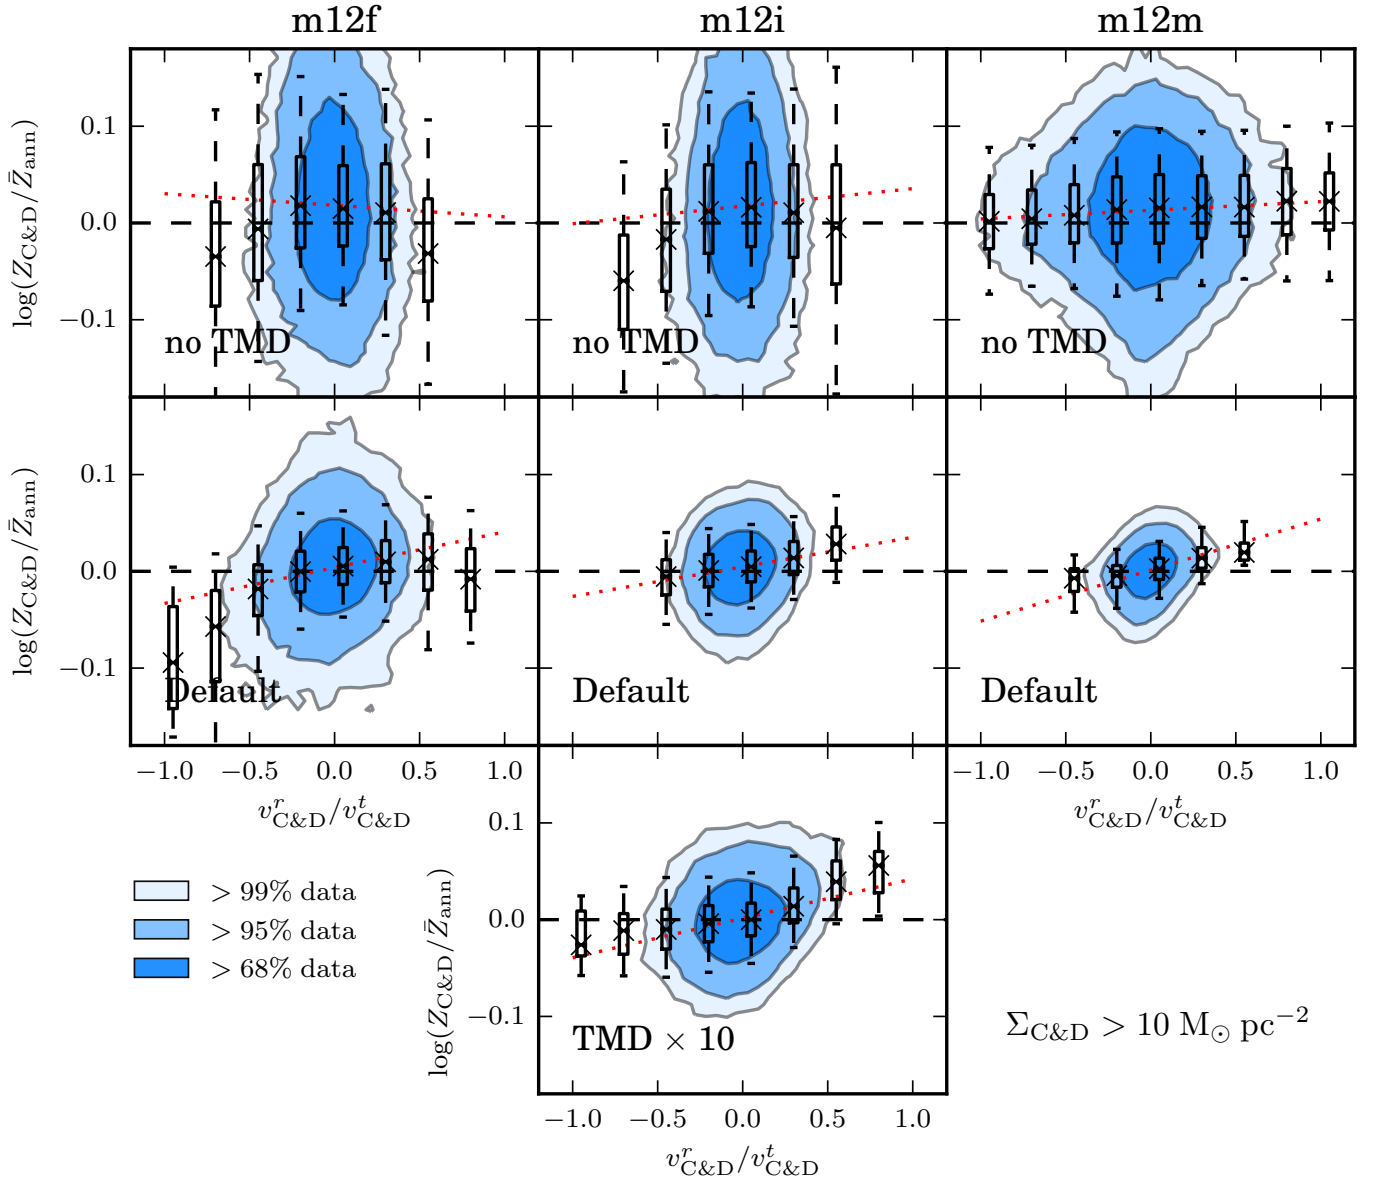 m12f
m12i
m12m
log(Z_C&D/Z̄_ann)
0.1
0.0
−0.1
no TMD
no TMD
no TMD
log(Z_C&D/Z̄_ann)
0.1
0.0
−0.1
Default
Default
Default
−1.0 −0.5 0.0 0.5 1.0
v^r_C&D/v^t_C&D
−1.0 −0.5 0.0 0.5 1.0
v^r_C&D/v^t_C&D
log(Z_C&D/Z̄_ann)
0.1
0.0
−0.1
TMD × 10
−1.0 −0.5 0.0 0.5 1.0
v^r_C&D/v^t_C&D
> 99% data
> 95% data
> 68% data
Σ_C&D > 10 M_⊙ pc^−2